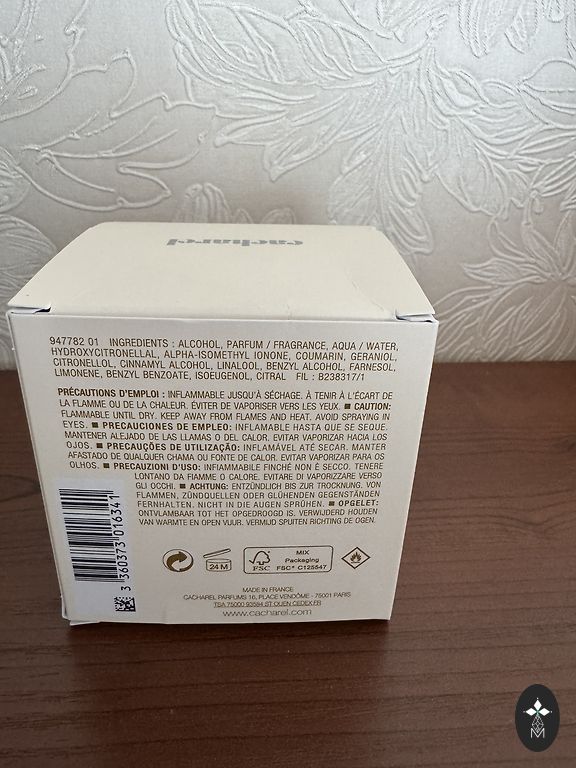 cacharel
947782 01 INGREDIENTS : ALCOHOL, PARFUM / FRAGRANCE, AQUA / WATER,
HYDROXYCITRONELLAL, ALPHA-ISOMETHYL IONONE, COUMARIN, GERANIOL,
CITRONELLOL, CINNAMYL ALCOHOL, LINALOOL, BENZYL ALCOHOL, FARNESOL,
LIMONENE, BENZYL BENZOATE, ISOEUGENOL, CITRAL FIL : B238317/1
PRÉCAUTIONS D'EMPLOI : INFLAMMABLE JUSQU'À SÉCHAGE. À TENIR À L'ÉCART DE
LA FLAMME OU DE LA CHALEUR. ÉVITER DE VAPORISER VERS LES YEUX. ■ CAUTION:
FLAMMABLE UNTIL DRY. KEEP AWAY FROM FLAMES AND HEAT. AVOID SPRAYING IN
EYES. ■ PRECAUCIONES DE EMPLEO: INFLAMABLE HASTA QUE SE SEQUE.
MANTENER ALEJADO DE LAS LLAMAS O DEL CALOR. EVITAR VAPORIZAR HACIA LOS
OJOS. ■ PRECAUÇÕES DE UTILIZAÇÃO: INFLAMÁVEL ATÉ SECAR. MANTER
AFASTADO DE QUALQUER CHAMA OU FONTE DE CALOR. EVITAR VAPORIZAR PARA OS
OLHOS. ■ PRECAUZIONI D'USO: INFIAMMABILE FINCHÉ NON È SECCO. TENERE
LONTANO DA FIAMME O CALORE. EVITARE DI VAPORIZZARE VERSO
GLI OCCHI. ■ ACHTUNG: ENTZÜNDLICH BIS ZUR TROCKNUNG. VON
FLAMMEN, ZÜNDQUELLEN ODER GLÜHENDEN GEGENSTÄNDEN
FERNHALTEN. NICHT IN DIE AUGEN SPRÜHEN. ■ OPGELET:
ONTVLAMBAAR TOT HET OPGEDROOGD IS. VERWIJDERD HOUDEN
VAN WARMTE EN OPEN VUUR. VERMIJD SPUITEN RICHTING DE OGEN.
3 360373 016341
24 M
FSC
MIX
Packaging
FSC® C125547
MADE IN FRANCE
CACHAREL PARFUMS 16, PLACE VENDÔME - 75001 PARIS
TSA 75000 93584 ST OUEN CEDEX FR
www.cacharel.com
M